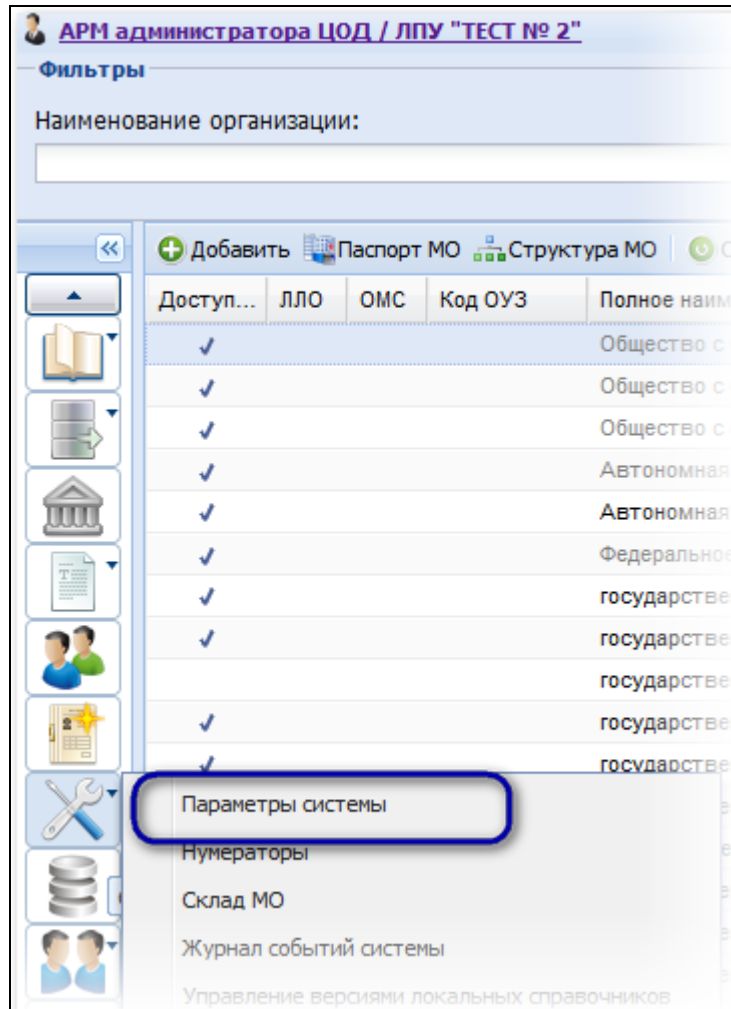 АРМ администратора ЦОД / ЛПУ "ТЕСТ № 2"
Фильтры
Наименование организации:
Добавить Паспорт МО Структура МО
Доступ... ЛЛО ОМС Код ОУЗ Полное наим
Общество с
Общество с
Общество с
Автономная
Автономная
Федеральное
государстве
государстве
государстве
государстве
государстве
Параметры системы
Нумераторы
Склад МО
Журнал событий системы
Управление версиями локальных справочников